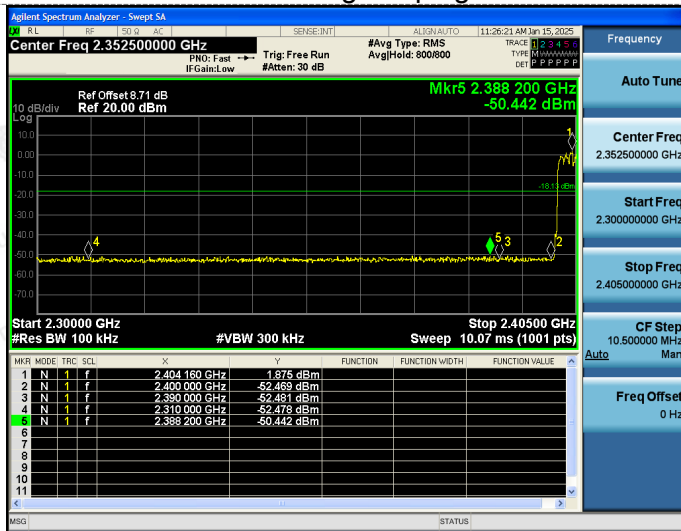 Agilent Spectrum Analyzer - Swept SA
RL RF 50 Ω AC SENSE:INT ALIGNAUTO 11:26:21 AM Jan 15, 2025
Center Freq 2.352500000 GHz #Avg Type: RMS TRACE 1 2 3 4 5 6
PNO: Fast Trig: Free Run Avg|Hold: 800/800 TYPE M WWWWW
IFGain:Low #Atten: 30 dB DET P P P P P P
Mkr5 2.388 200 GHz
-50.442 dBm
Ref Offset 8.71 dB
10 dB/div Ref 20.00 dBm
Log
10.0
0.00
-10.0
-20.0
-30.0
-40.0
-50.0
-60.0
-70.0
1
-18.13 dBm
4
5 3
2
Start 2.30000 GHz Stop 2.40500 GHz
#Res BW 100 kHz #VBW 300 kHz Sweep 10.07 ms (1001 pts)
MKR MODE TRC SCL X Y FUNCTION FUNCTION WIDTH FUNCTION VALUE
1 N 1 f 2.404 160 GHz 1.875 dBm
2 N 1 f 2.400 000 GHz -52.469 dBm
3 N 1 f 2.390 000 GHz -52.481 dBm
4 N 1 f 2.310 000 GHz -52.478 dBm
5 N 1 f 2.388 200 GHz -50.442 dBm
6
7
8
9
10
11
MSG STATUS
Frequency
Auto Tune
Center Freq
2.352500000 GHz
Start Freq
2.300000000 GHz
Stop Freq
2.405000000 GHz
CF Step
10.500000 MHz
Auto Man
Freq Offset
0 Hz